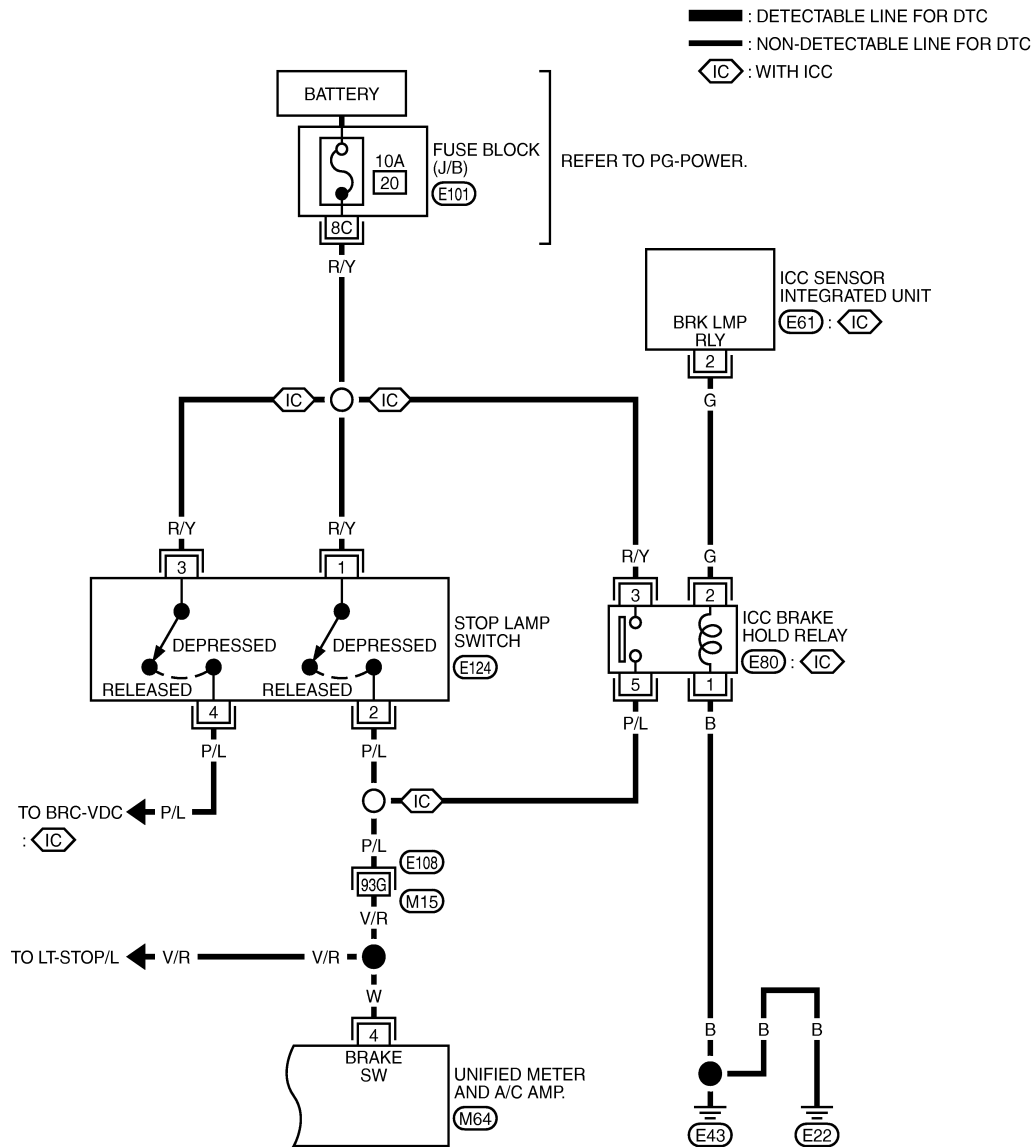 : DETECTABLE LINE FOR DTC
: NON-DETECTABLE LINE FOR DTC
IC : WITH ICC
BATTERY
10A
20
FUSE BLOCK
(J/B)
E101
REFER TO PG-POWER.
8C
R/Y
ICC SENSOR
INTEGRATED UNIT
E61 : IC
BRK LMP
RLY
2
G
IC
IC
R/Y
R/Y
R/Y
G
3
1
3
2
DEPRESSED
DEPRESSED
RELEASED
RELEASED
STOP LAMP
SWITCH
E124
ICC BRAKE
HOLD RELAY
E80 : IC
4
2
5
1
P/L
P/L
P/L
B
TO BRC-VDC
: IC
P/L
IC
P/L
E108
93G
M15
V/R
TO LT-STOP/L
V/R
V/R
W
4
BRAKE
SW
UNIFIED METER
AND A/C AMP.
M64
B
B
B
E43
E22